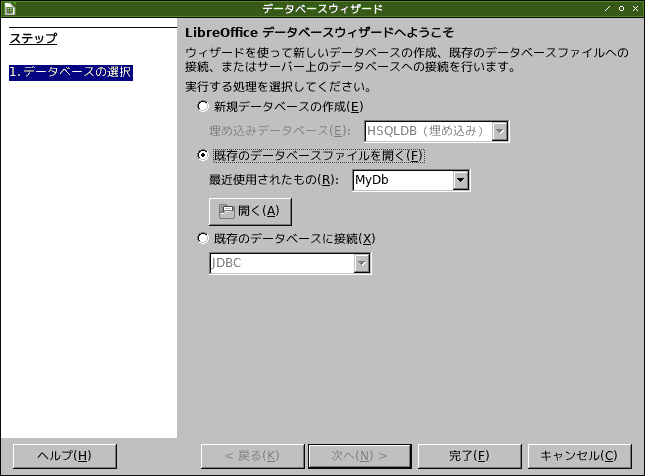 データベースウィザード
ステップ
1.データベースの選択
LibreOffice データベースウィザードへようこそ
ウィザードを使って新しいデータベースの作成、既存のデータベースファイルへの
接続、またはサーバー上のデータベースへの接続を行います。
実行する処理を選択してください。
新規データベースの作成(E)
埋め込みデータベース(E): HSQLDB（埋め込み）
既存のデータベースファイルを開く(F)
最近使用されたもの(R): MyDb
開く(A)
既存のデータベースに接続(X)
JDBC
ヘルプ(H) < 戻る(K) 次へ(N) > 完了(F) キャンセル(C)